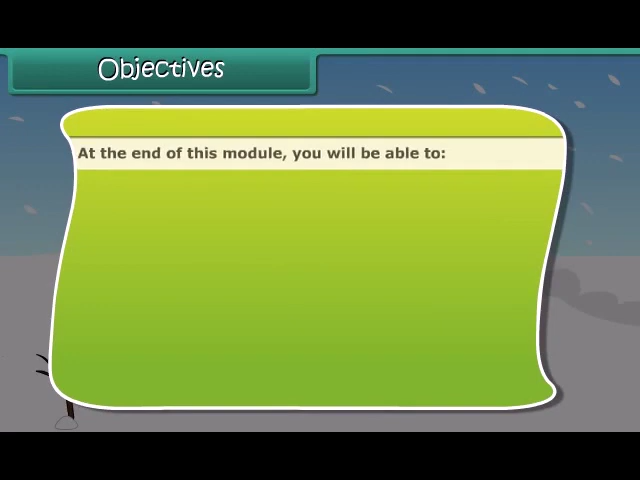 Objectives
At the end of this module, you will be able to: